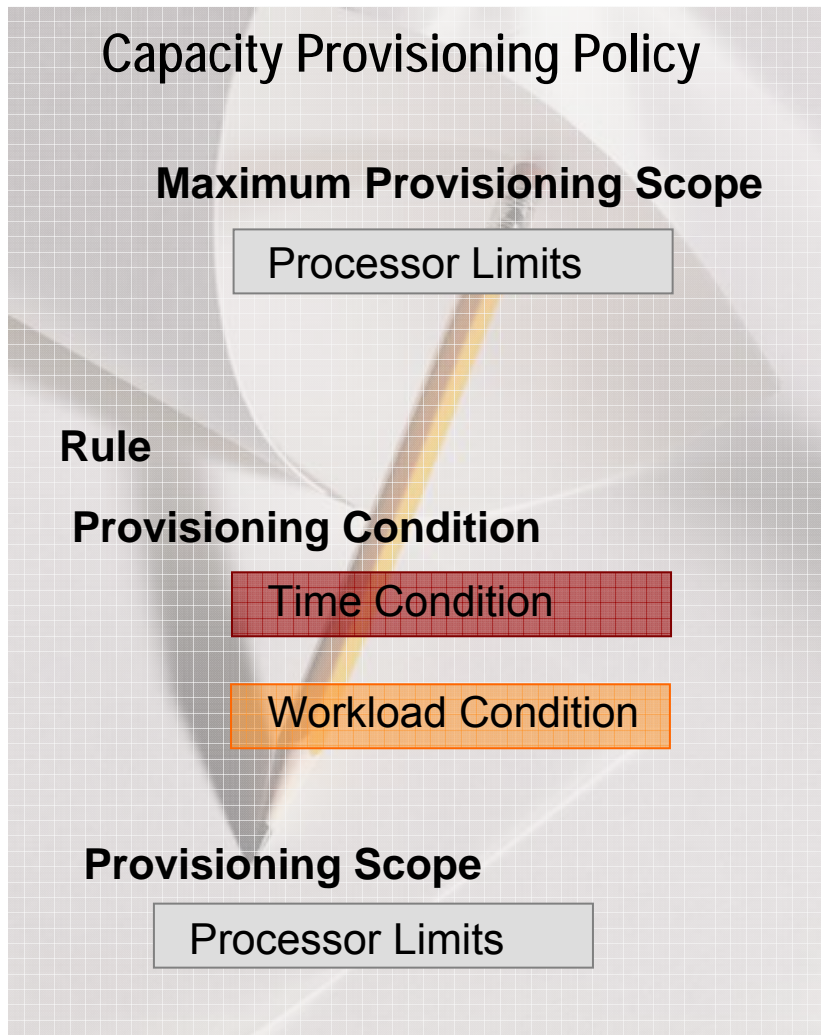 Capacity Provisioning Policy
Maximum Provisioning Scope
Processor Limits
Rule
Provisioning Condition
Time Condition
Workload Condition
Provisioning Scope
Processor Limits